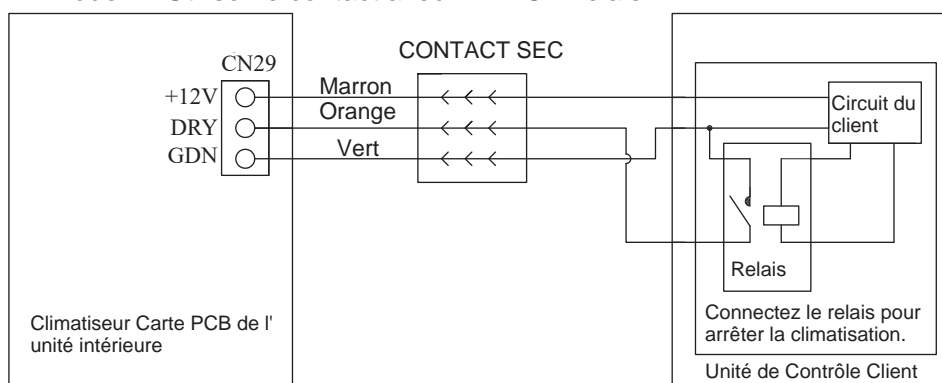 CONTACT SEC
CN29
+12V
DRY
GDN
Marron
Orange
Vert
Circuit du
client
Relais
Connectez le relais pour
arrêter la climatisation.
Climatiseur Carte PCB de l'
unité intérieure
Unité de Contrôle Client